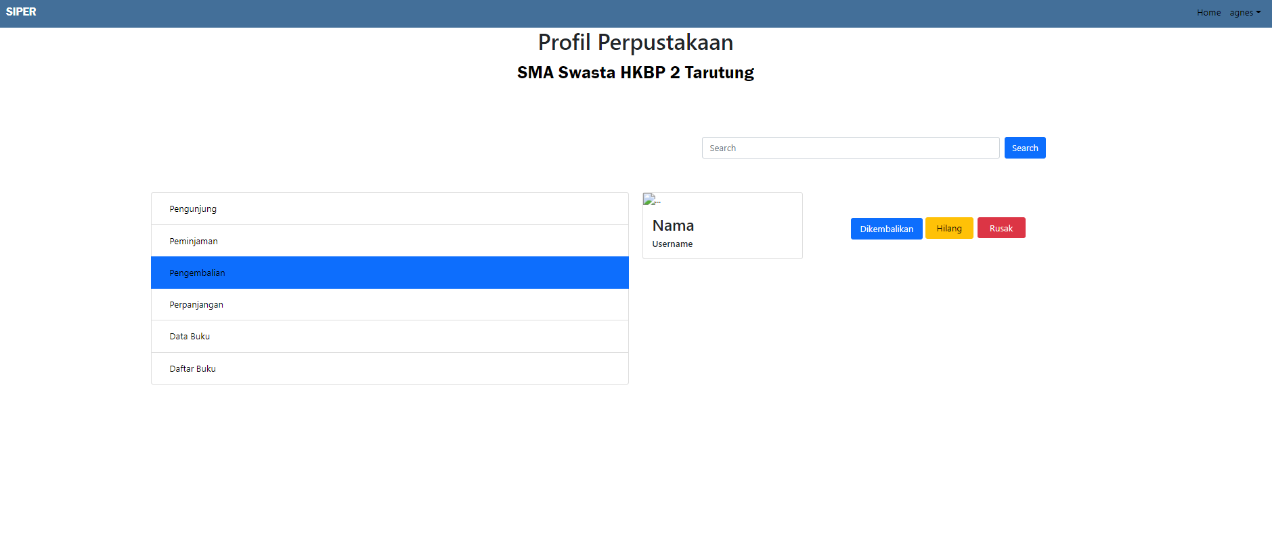 SIPER
Home agnes
Profil Perpustakaan
SMA Swasta HKBP 2 Tarutung
Search Search
Pengunjung
Peminjaman
Pengembalian
Perpanjangan
Data Buku
Daftar Buku
...
Nama
Username
Dikembalikan Hilang Rusak